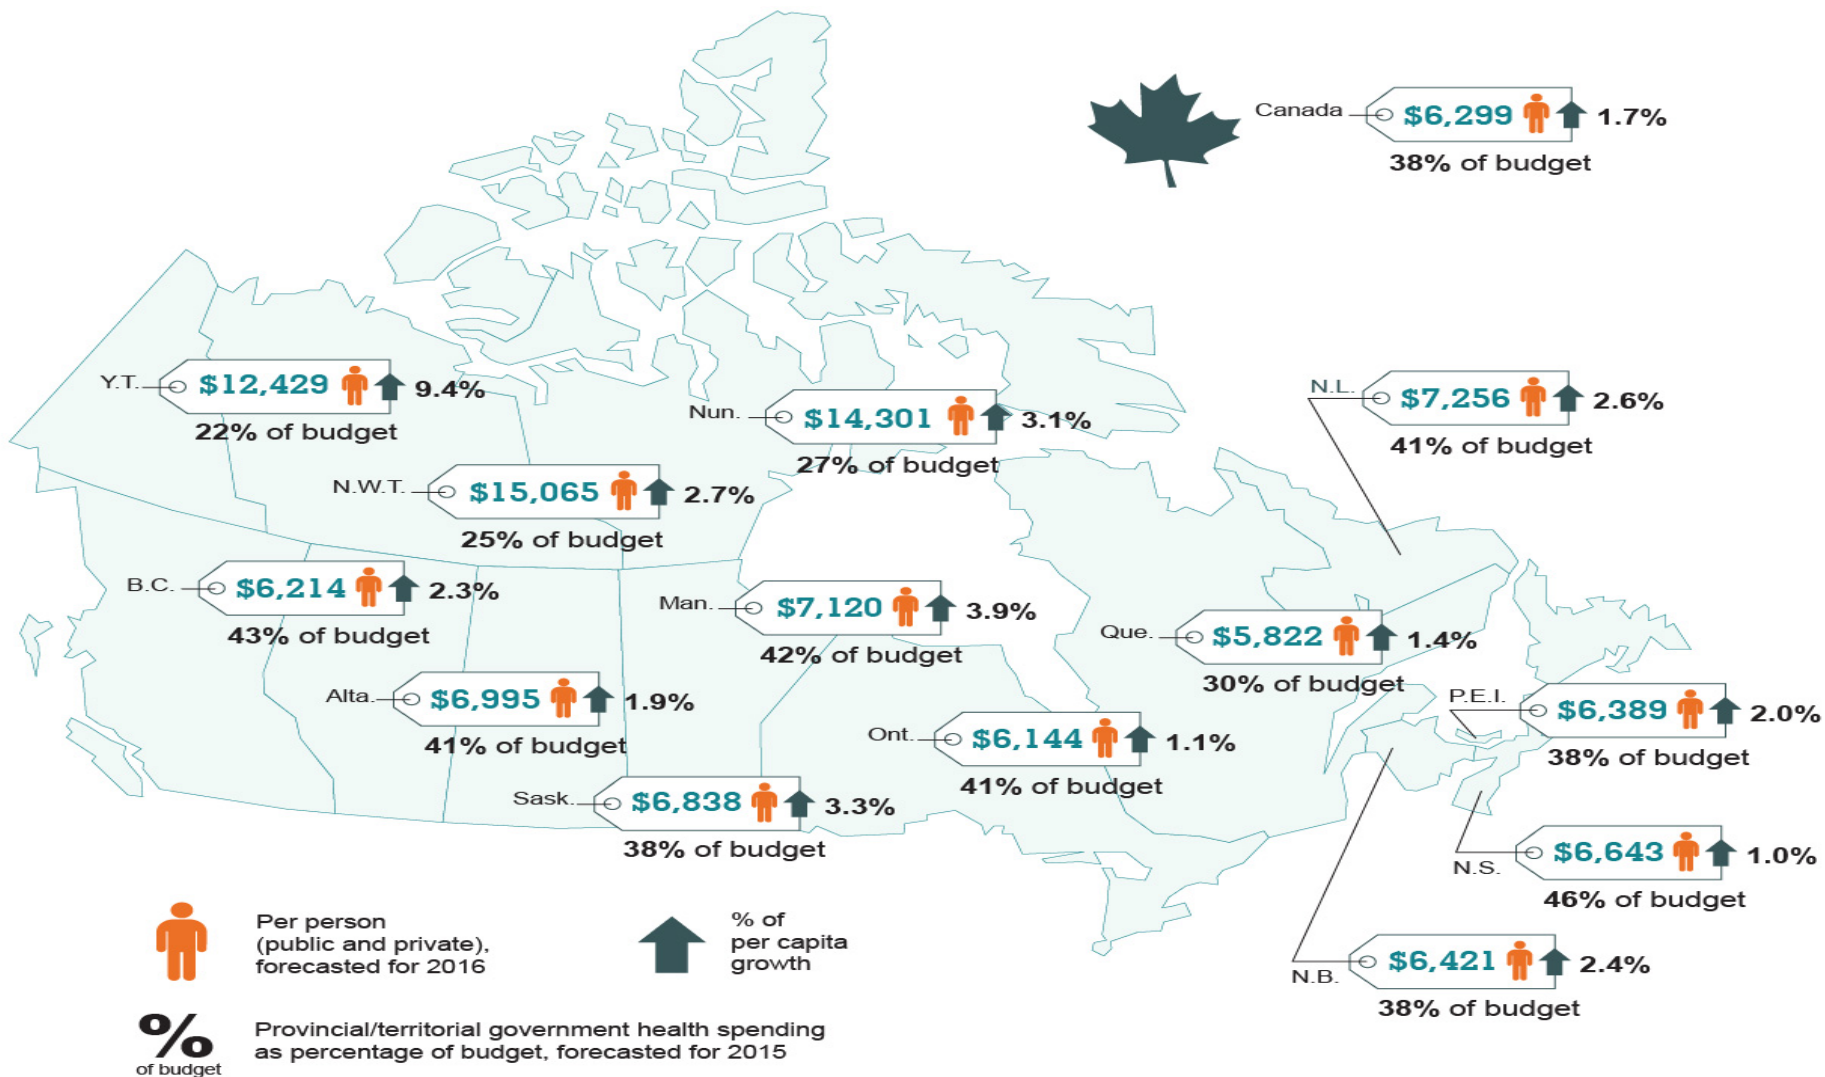 Canada
$6,299
1.7%
38% of budget
Y.T.
$12,429
9.4%
22% of budget
Nun.
$14,301
3.1%
27% of budget
N.L.
$7,256
2.6%
41% of budget
N.W.T.
$15,065
2.7%
25% of budget
B.C.
$6,214
2.3%
43% of budget
Man.
$7,120
3.9%
42% of budget
Que.
$5,822
1.4%
30% of budget
Alta.
$6,995
1.9%
41% of budget
P.E.I.
$6,389
2.0%
38% of budget
Ont.
$6,144
1.1%
41% of budget
Sask.
$6,838
3.3%
38% of budget
N.S.
$6,643
1.0%
46% of budget
N.B.
$6,421
2.4%
38% of budget
Per person
(public and private),
forecasted for 2016
% of
per capita
growth
%
of budget
Provincial/territorial government health spending
as percentage of budget, forecasted for 2015